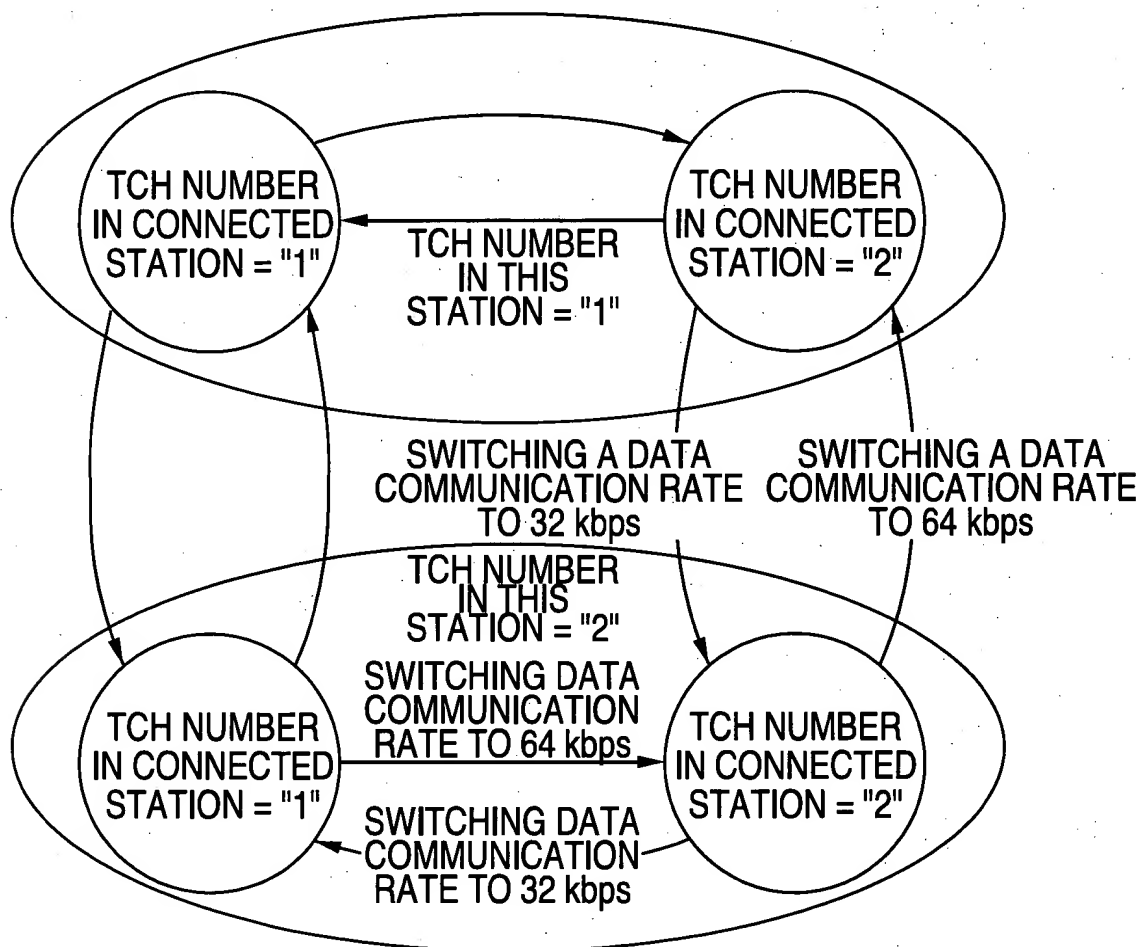 TCH NUMBER
IN CONNECTED
STATION = "1"
TCH NUMBER
IN CONNECTED
STATION = "2"
TCH NUMBER
IN THIS
STATION = "1"
SWITCHING A DATA
COMMUNICATION RATE
TO 32 kbps
SWITCHING A DATA
COMMUNICATION RATE
TO 64 kbps
TCH NUMBER
IN THIS
STATION = "2"
TCH NUMBER
IN CONNECTED
STATION = "1"
SWITCHING DATA
COMMUNICATION
RATE TO 64 kbps
TCH NUMBER
IN CONNECTED
STATION = "2"
SWITCHING DATA
COMMUNICATION
RATE TO 32 kbps